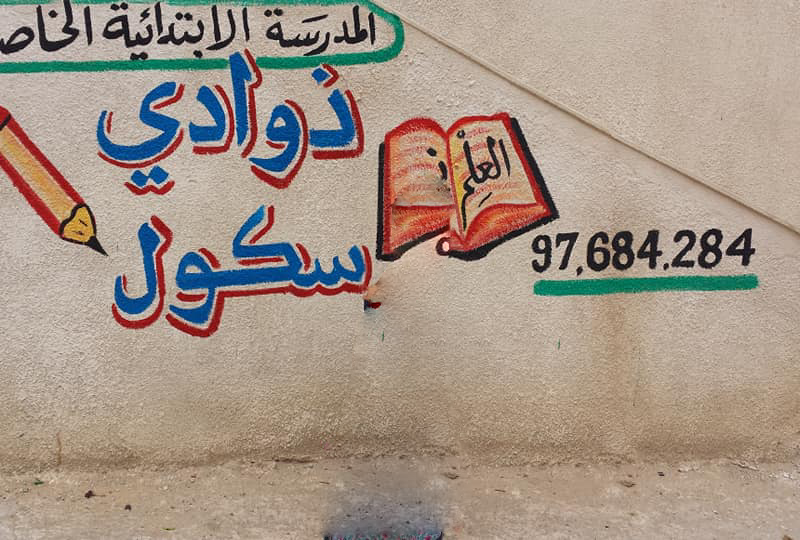 المدرسة الابتدائية الخاص
ذوادي
سكول
العلم ن
97.684.284